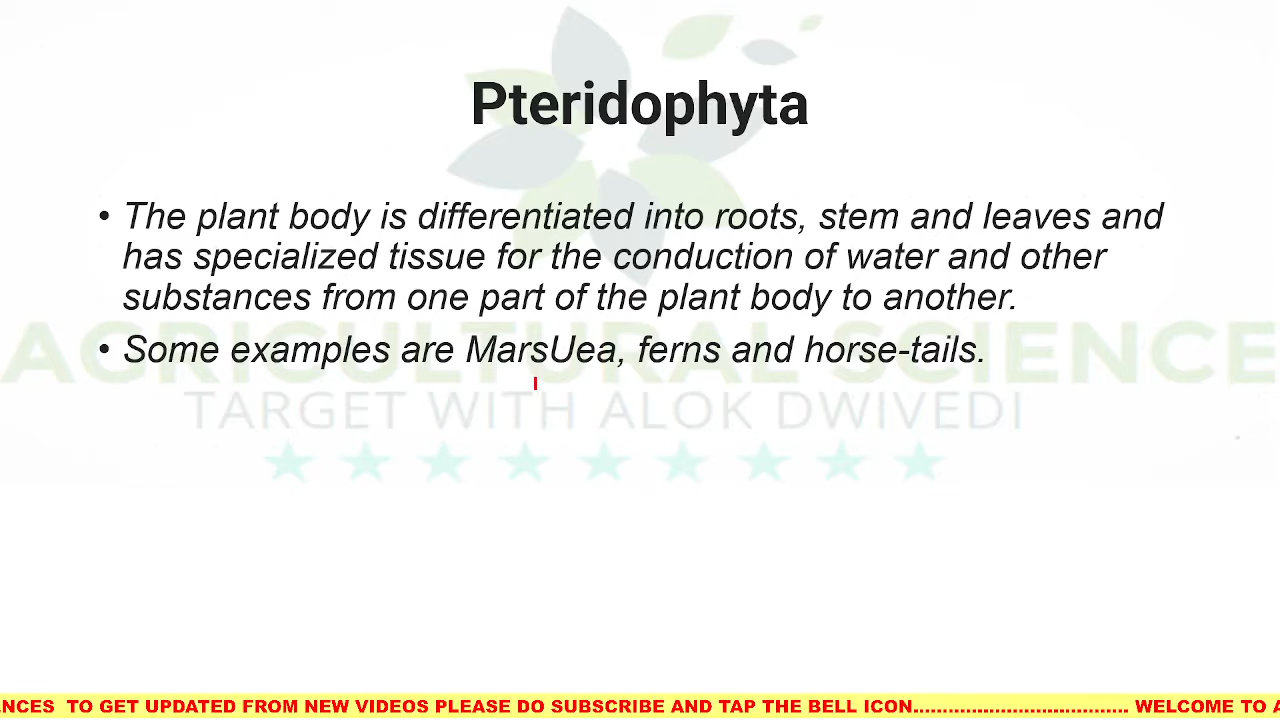 Pteridophyta
• The plant body is differentiated into roots, stem and leaves and
has specialized tissue for the conduction of water and other
substances from one part of the plant body to another.
AGRICULTURAL SCIENCE
• Some examples are MarsUea, ferns and horse-tails.
TARGET WITH ALOK DWIVEDI
NCES TO GET UPDATED FROM NEW VIDEOS PLEASE DO SUBSCRIBE AND TAP THE BELL ICON...................................... WELCOME TO A